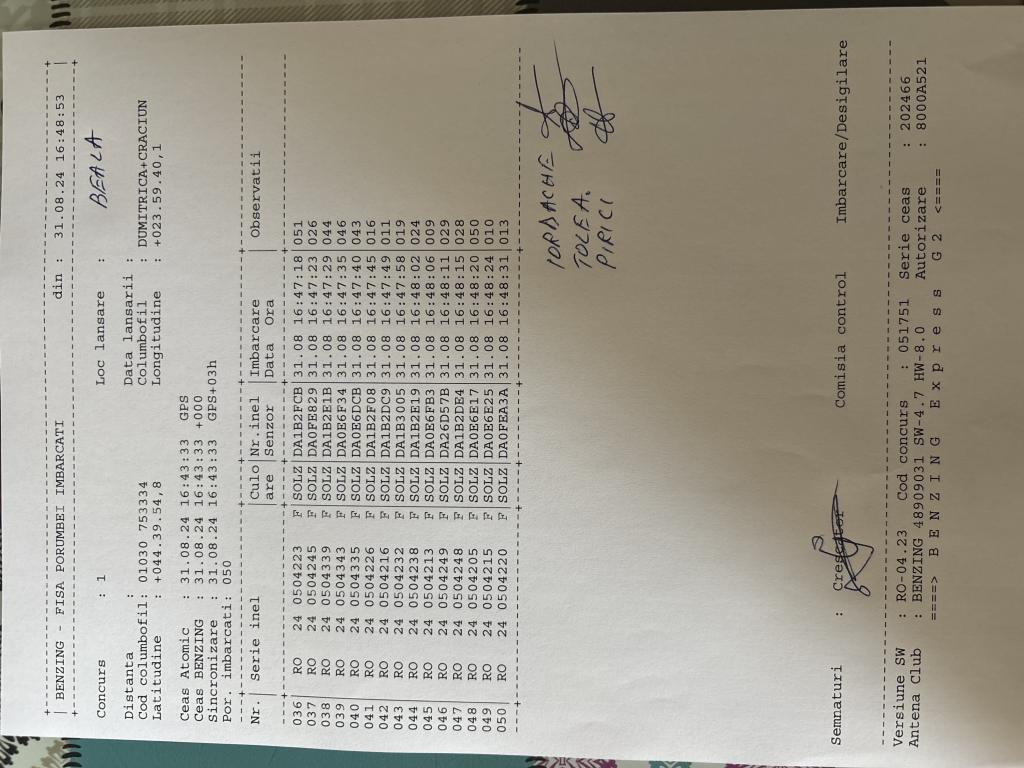 BENZING - FISA PORUMBEI IMBARCATI din : 31.08.24 16:48:53
Concurs : 1 Loc lansare : BEALA
Distanta : Data lansarii :
Cod columbofil: 01030 753334 Columbofil : DUMITRICA+CRACIUN
Latitudine : +044.39.54,8 Longitudine : +023.59.40,1
Ceas Atomic : 31.08.24 16:43:33 GPS
Ceas BENZING : 31.08.24 16:43:33 +000
Sincronizare : 31.08.24 16:43:33 GPS+03h
Por. imbarcati: 050
Nr.| Serie inel |Culo|Nr.inel |Imbarcare | Observatii
are |Senzor |Data Ora
036| RO 24 0504223 F|SOLZ|DA1B2FCB|31.08 16:47:18|051
037| RO 24 0504245 F|SOLZ|DA0FE829|31.08 16:47:23|026
038| RO 24 0504339 F|SOLZ|DA1B2E1B|31.08 16:47:29|044
039| RO 24 0504343 F|SOLZ|DA0E6F34|31.08 16:47:35|046
040| RO 24 0504335 F|SOLZ|DA0E6DCB|31.08 16:47:40|043
041| RO 24 0504226 F|SOLZ|DA1B2F08|31.08 16:47:45|016
042| RO 24 0504216 F|SOLZ|DA1B2DC9|31.08 16:47:49|011
043| RO 24 0504232 F|SOLZ|DA1B3005|31.08 16:47:58|019
044| RO 24 0504238 F|SOLZ|DA1B2E19|31.08 16:48:02|024
045| RO 24 0504213 F|SOLZ|DA0E6FB3|31.08 16:48:06|009
046| RO 24 0504249 F|SOLZ|DA26D57B|31.08 16:48:11|029
047| RO 24 0504248 F|SOLZ|DA1B2DE4|31.08 16:48:15|028
048| RO 24 0504205 F|SOLZ|DA0E6E17|31.08 16:48:20|050
049| RO 24 0504215 F|SOLZ|DA0E6E25|31.08 16:48:24|010
050| RO 24 0504220 F|SOLZ|DA0FEA3A|31.08 16:48:31|013
IORDACHE
TOLEA.
PIRICI
Semnaturi : Crescator Comisia control Imbarcare/Desigilare
Versiune SW : RO-04.23 Cod concurs : 051751 Serie ceas : 202466
Antena Club : BENZING 48909031 SW-4.7 HW-8.0 Autorizare : 8000A521
====> B E N Z I N G E x p r e s s G 2 <====